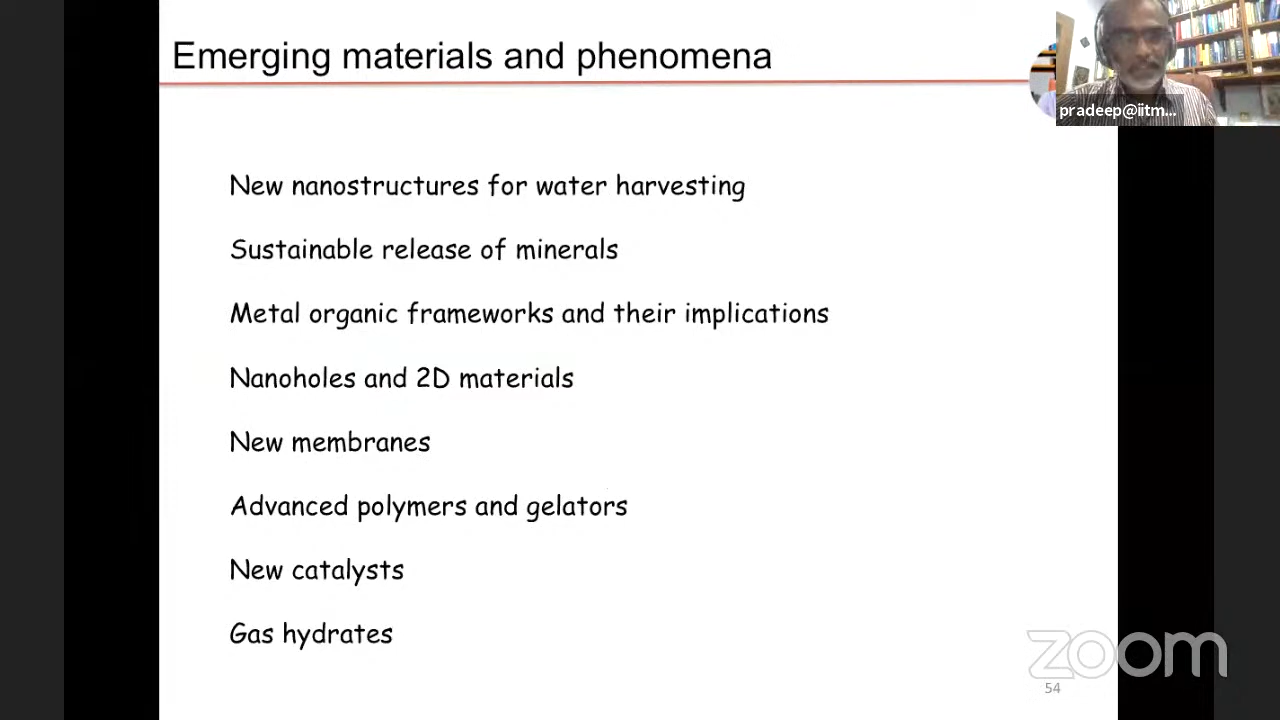 Emerging materials and phenomena
pradeep@iitm...
New nanostructures for water harvesting
Sustainable release of minerals
Metal organic frameworks and their implications
Nanoholes and 2D materials
New membranes
Advanced polymers and gelators
New catalysts
Gas hydrates
zoom
54